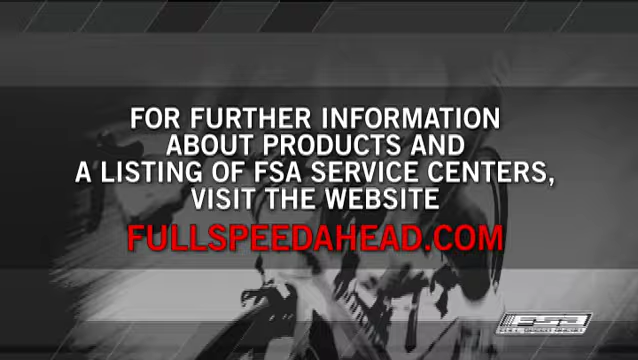 FOR FURTHER INFORMATION
ABOUT PRODUCTS AND
A LISTING OF FSA SERVICE CENTERS,
VISIT THE WEBSITE
FULLSPEEDAHEAD.COM
FSA